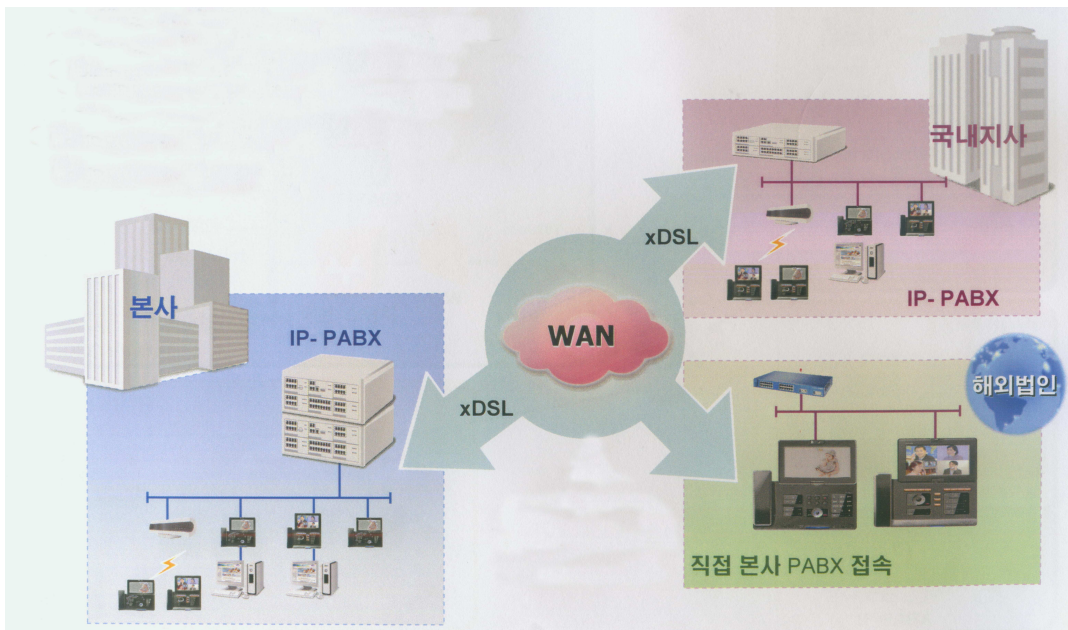 본사
IP- PABX
xDSL
WAN
xDSL
국내지사
IP- PABX
해외법인
직접 본사 PABX 접속